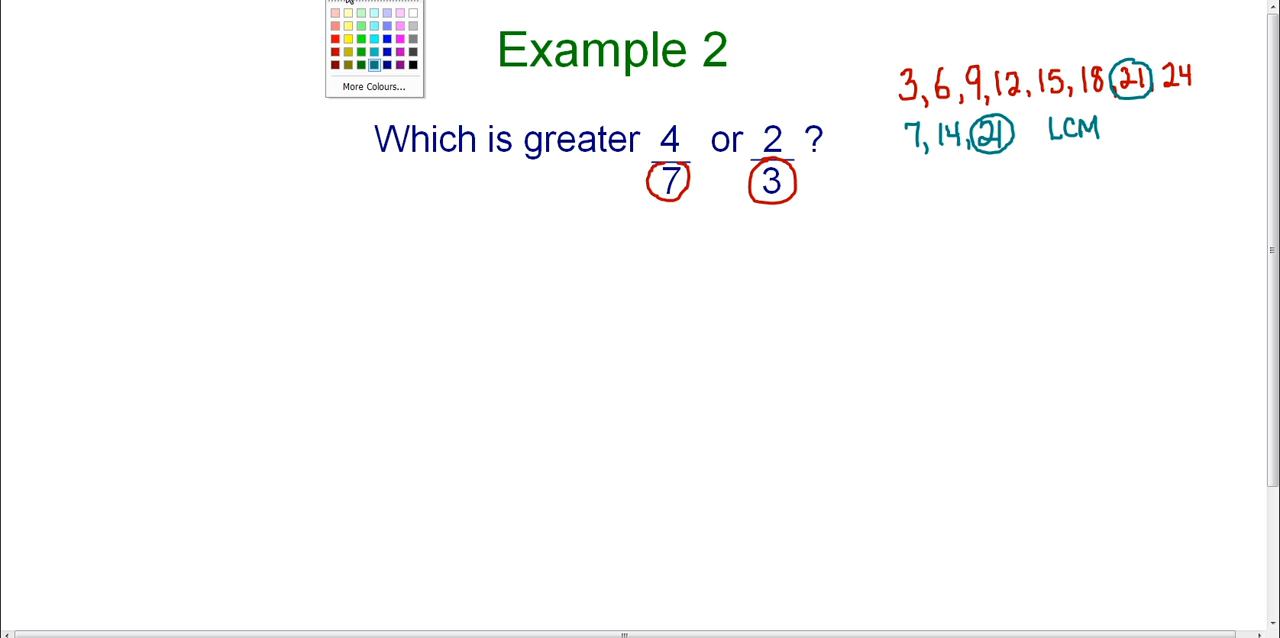 Example 2
3, 6, 9, 12, 15, 18, 21, 24
7, 14, 21 LCM
Which is greater 4/7 or 2/3 ?
More Colours...